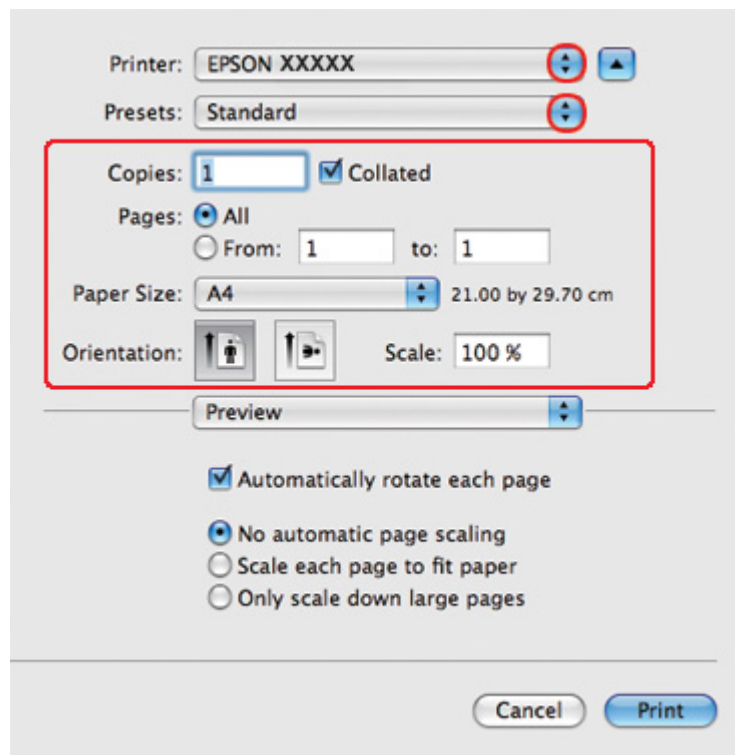 Printer: EPSON XXXXX
Presets: Standard
Copies: 1 Collated
Pages: All
From: 1 to: 1
Paper Size: A4 21.00 by 29.70 cm
Orientation: Scale: 100 %
Preview
Automatically rotate each page
No automatic page scaling
Scale each page to fit paper
Only scale down large pages
Cancel Print